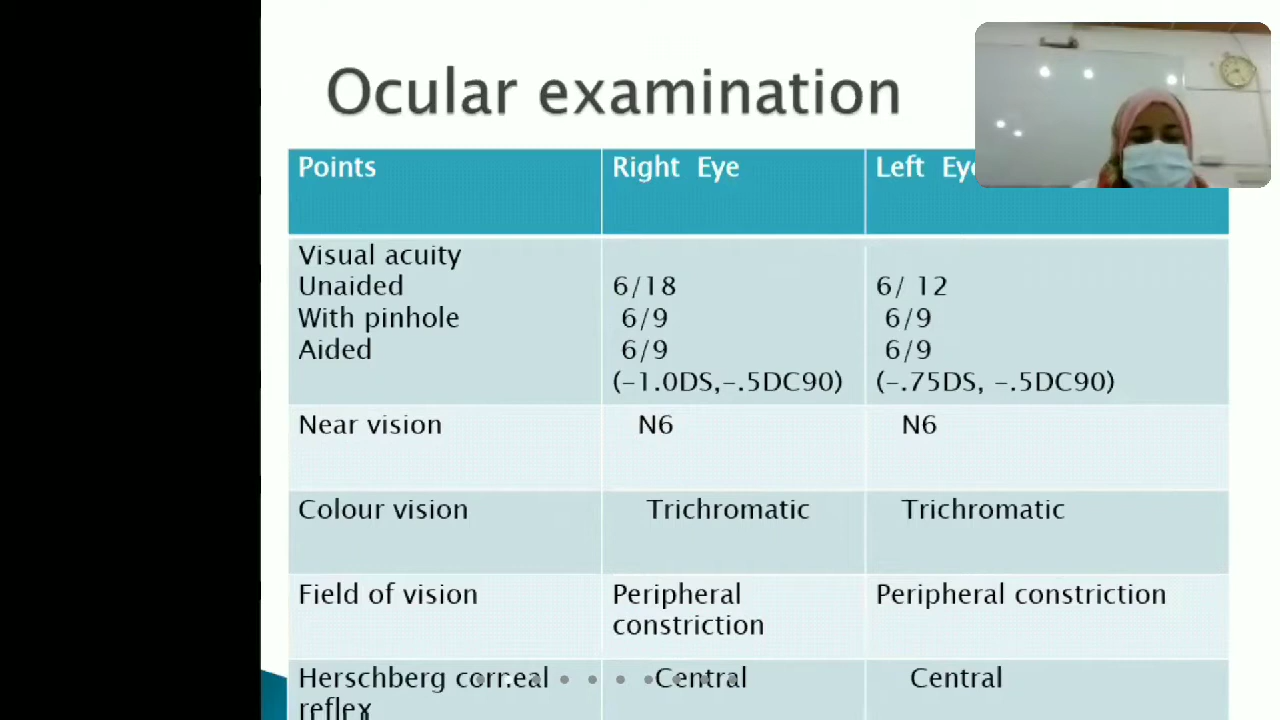 Ocular examination
Points Right Eye Left Eye
Visual acuity
Unaided 6/18 6/ 12
With pinhole 6/9 6/9
Aided 6/9 6/9
(-1.0DS,-.5DC90) (-.75DS, -.5DC90)
Near vision N6 N6
Colour vision Trichromatic Trichromatic
Field of vision Peripheral Peripheral constriction
constriction
Herschberg corneal Central Central
reflex